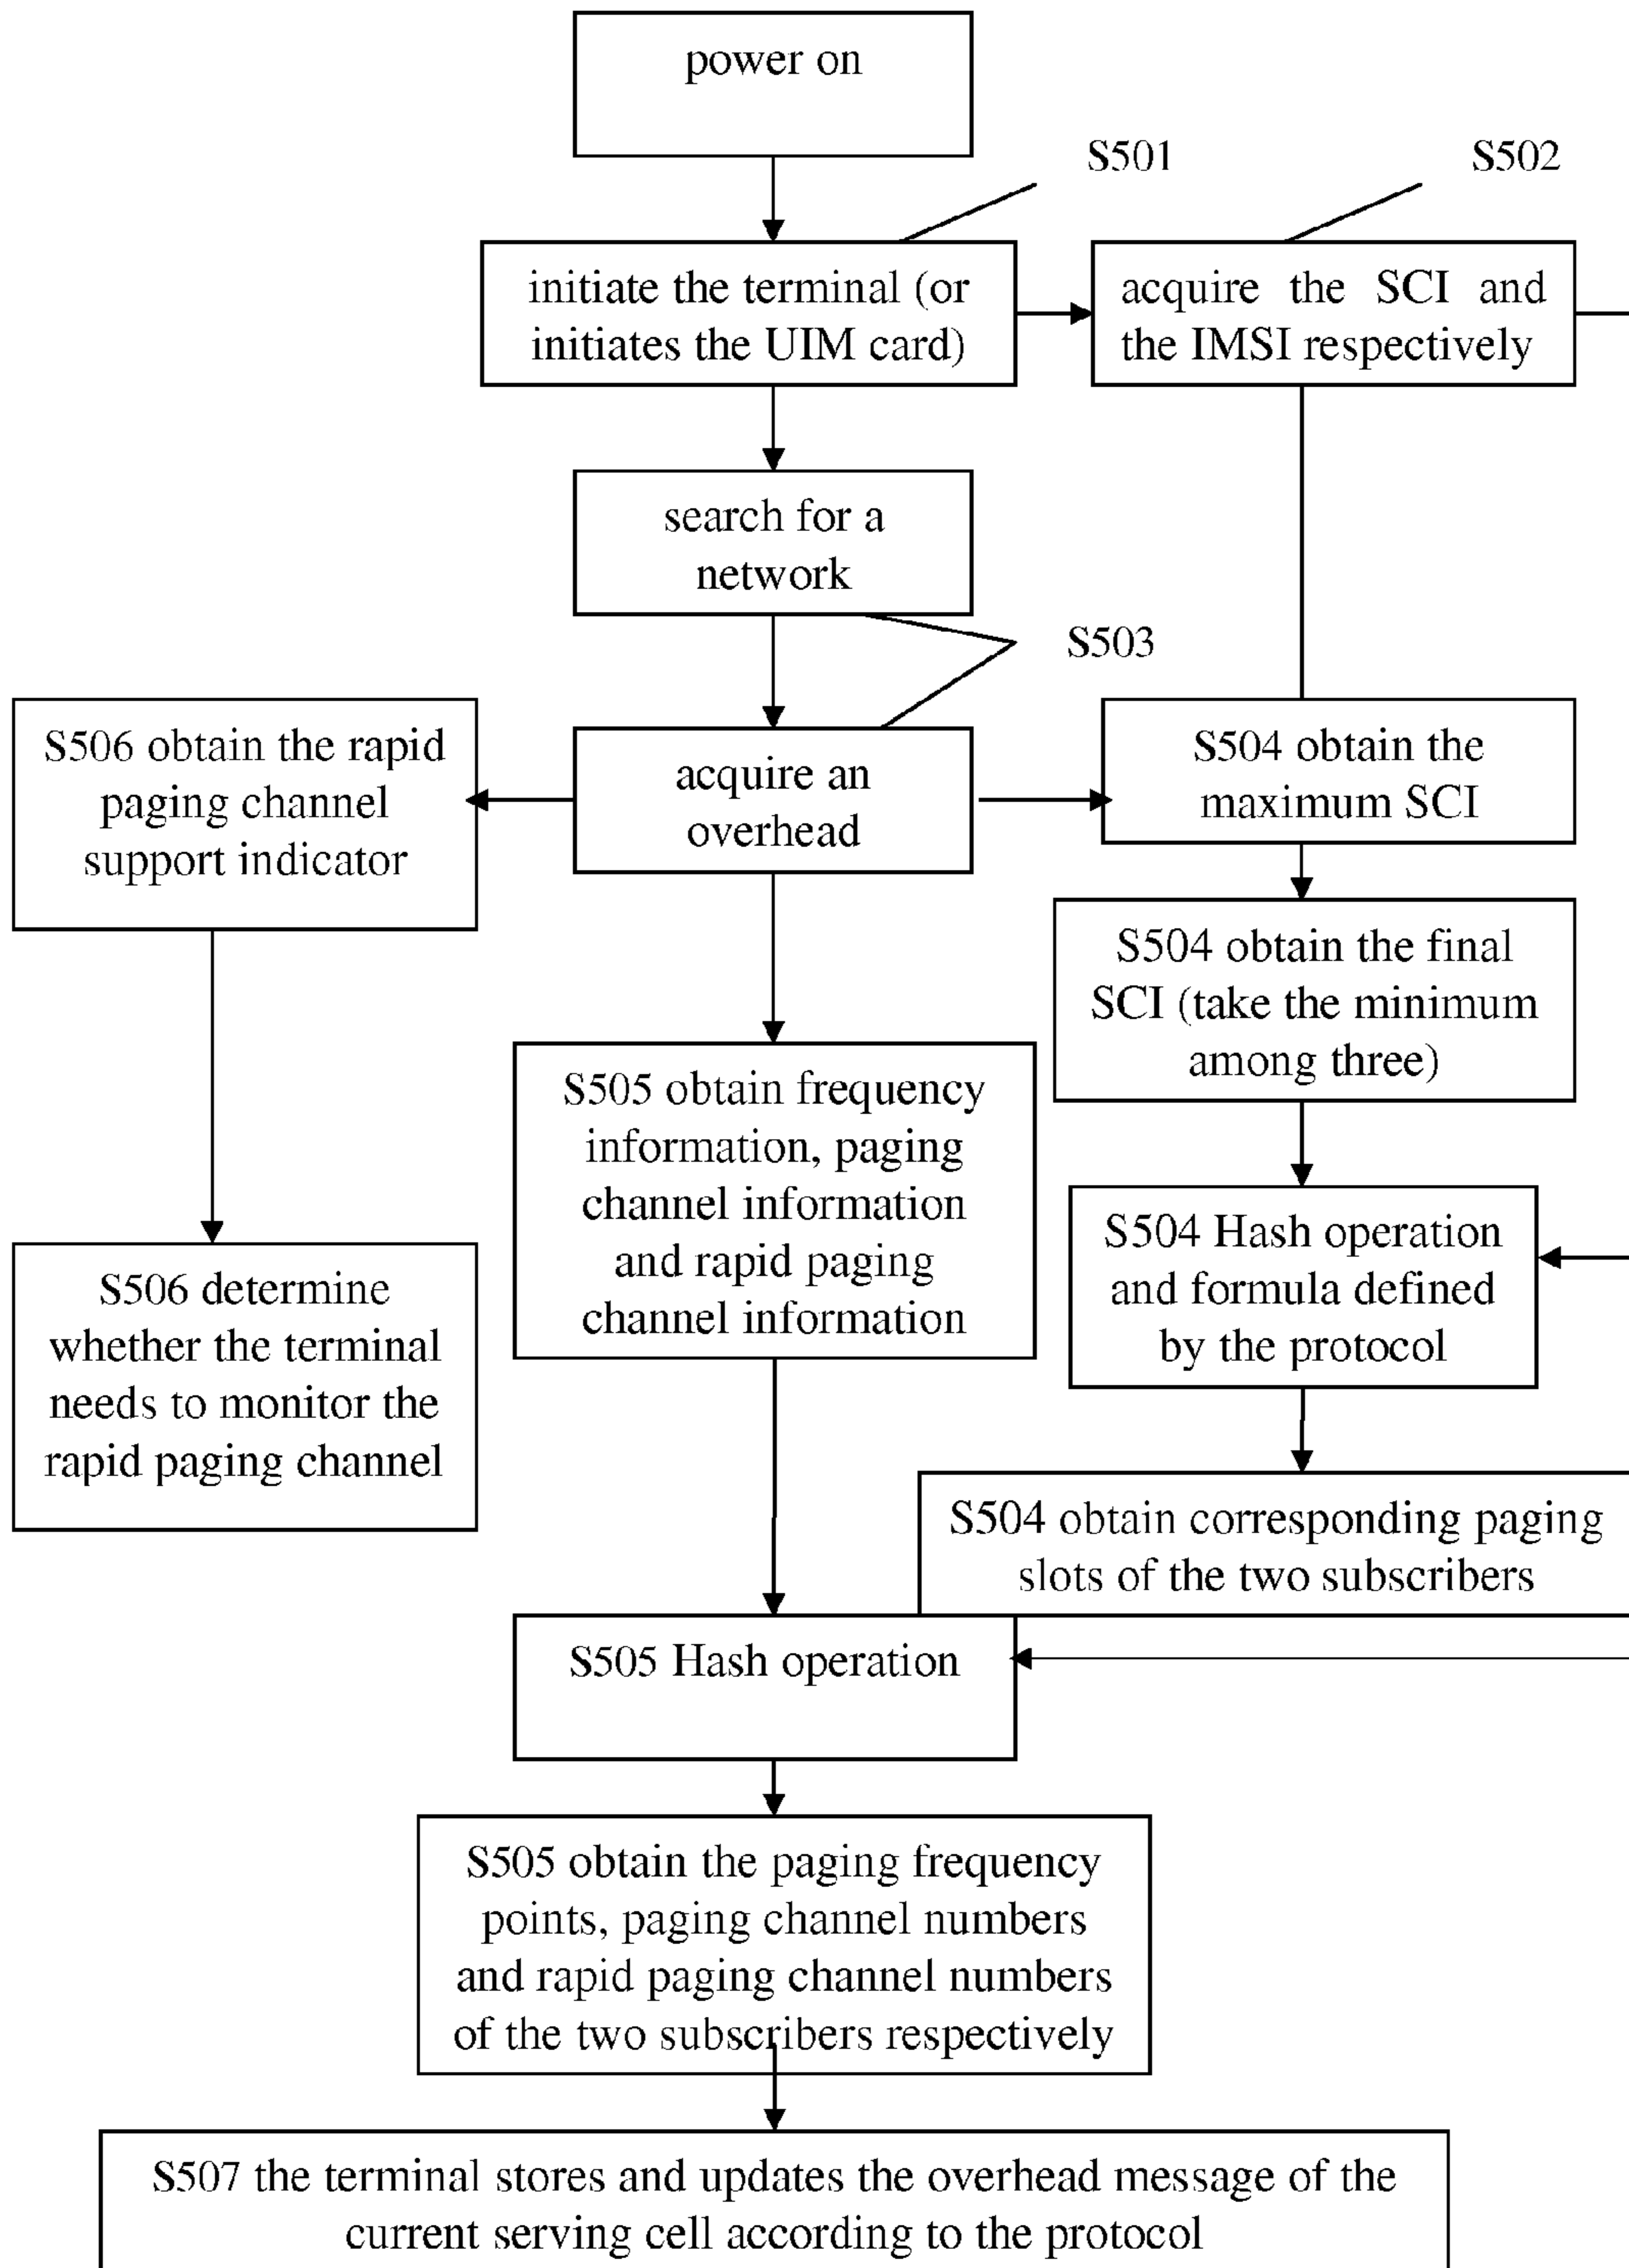 power on
S501
S502
initiate the terminal (or
initiates the UIM card)
acquire the SCI and
the IMSI respectively
search for a
network
S503
S506 obtain the rapid
paging channel
support indicator
acquire an
overhead
S504 obtain the
maximum SCI
S504 obtain the final
SCI (take the minimum
among three)
S505 obtain frequency
information, paging
channel information
and rapid paging
channel information
S504 Hash operation
and formula defined
by the protocol
S506 determine
whether the terminal
needs to monitor the
rapid paging channel
S504 obtain corresponding paging
slots of the two subscribers
S505 Hash operation
S505 obtain the paging frequency
points, paging channel numbers
and rapid paging channel numbers
of the two subscribers respectively
S507 the terminal stores and updates the overhead message of the
current serving cell according to the protocol